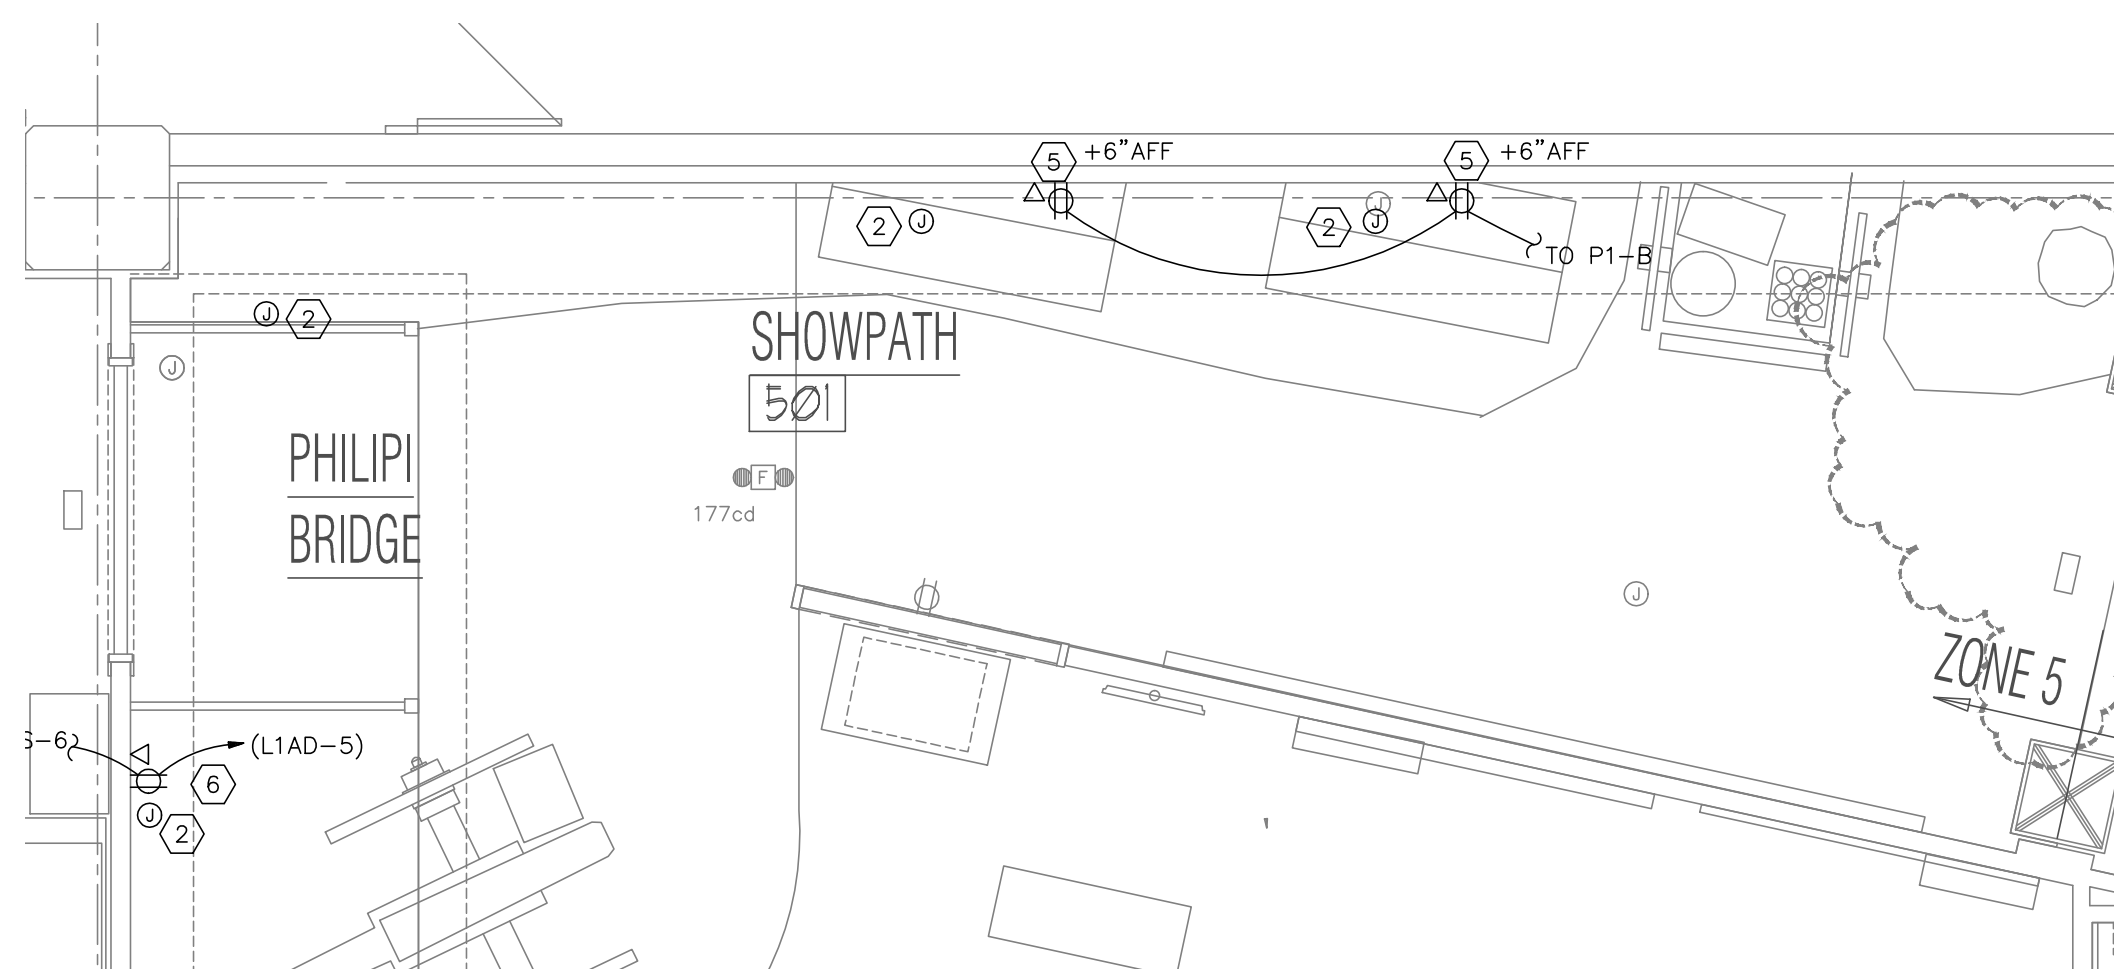 5 +6"AFF
5 +6"AFF
2 J
J
2 J
TO P1-B
J 2
SHOWPATH
501
J
PHILIPI
BRIDGE
F
177cd
J
ZONE 5
S-6)
(L1AD-5)
6
J
2